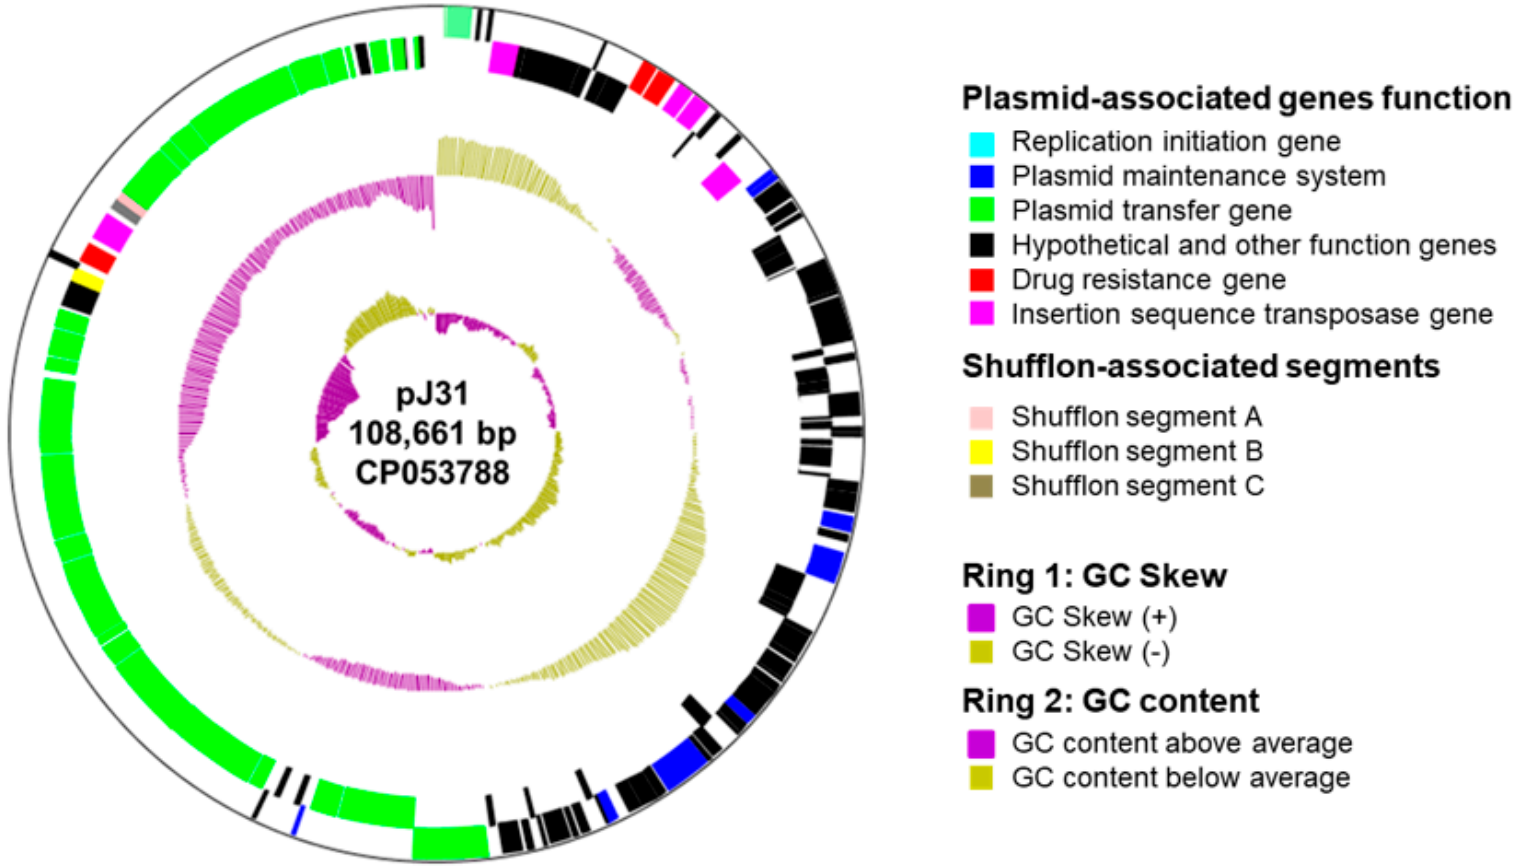 pJ31
108,661 bp
CP053788
Plasmid-associated genes function
Replication initiation gene
Plasmid maintenance system
Plasmid transfer gene
Hypothetical and other function genes
Drug resistance gene
Insertion sequence transposase gene
Shufflon-associated segments
Shufflon segment A
Shufflon segment B
Shufflon segment C
Ring 1: GC Skew
GC Skew (+)
GC Skew (-)
Ring 2: GC content
GC content above average
GC content below average